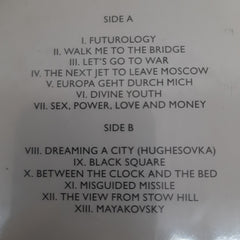 SIDE A
I. FUTUROLOGY
II. WALK ME TO THE BRIDGE
III. LET'S GO TO WAR
IV. THE NEXT JET TO LEAVE MOSCOW
V. EUROPA GEHT DURCH MICH
VI. DIVINE YOUTH
VII. SEX, POWER, LOVE AND MONEY
SIDE B
VIII. DREAMING A CITY (HUGHESOVKA)
IX. BLACK SQUARE
X. BETWEEN THE CLOCK AND THE BED
XI. MISGUIDED MISSILE
XII. THE VIEW FROM STOW HILL
XIII. MAYAKOVSKY